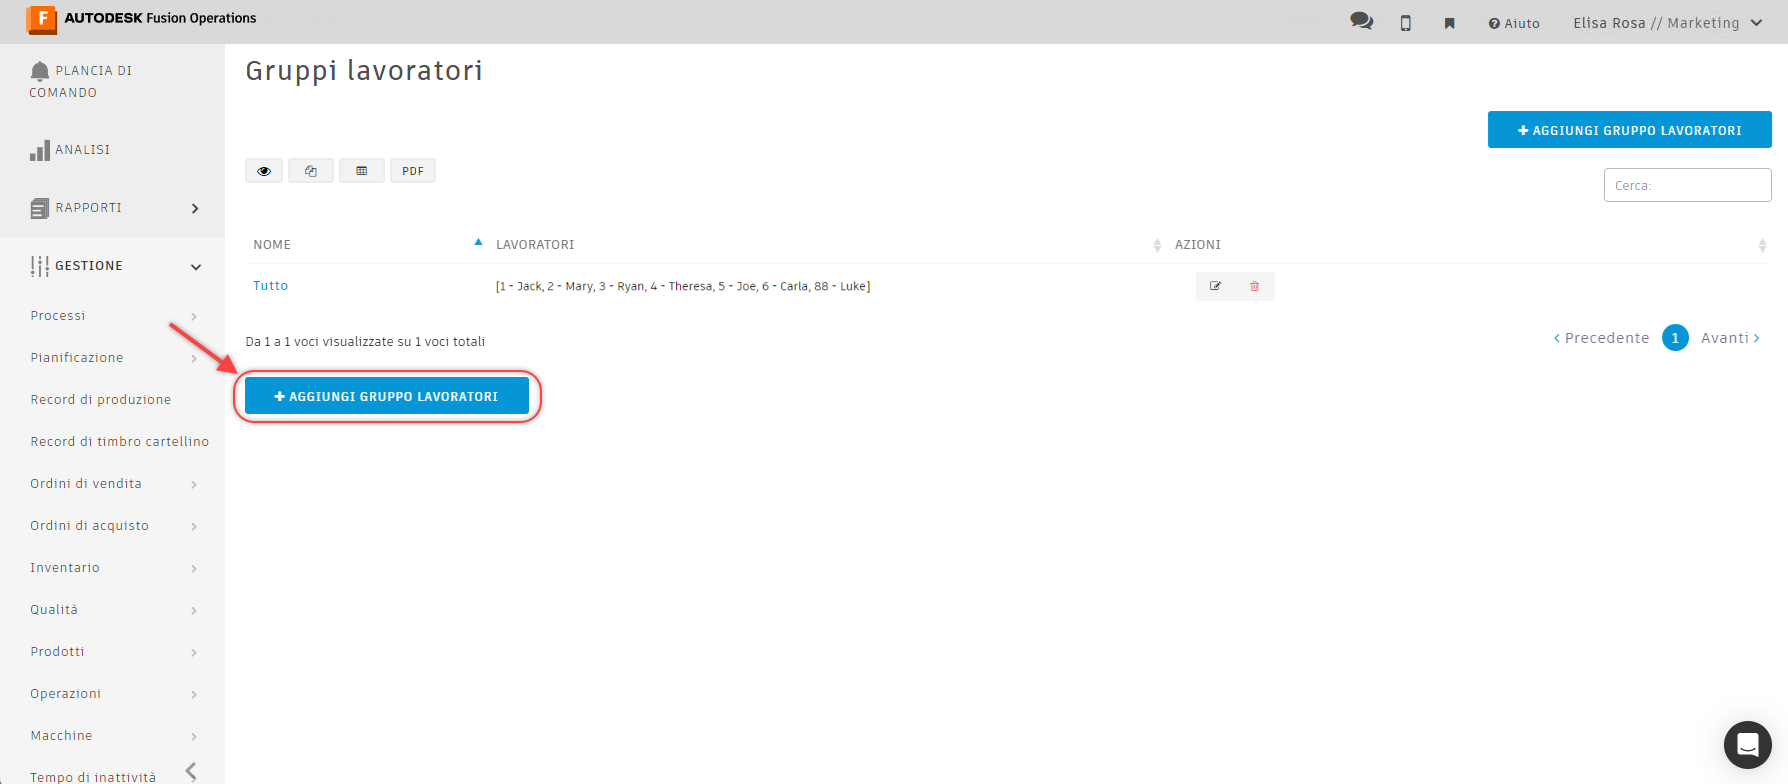 F AUTODESK Fusion Operations
Aiuto
Elisa Rosa // Marketing
PLANCIA DI
COMANDO
ANALISI
RAPPORTI
GESTIONE
Processi
Pianificazione
Record di produzione
Record di timbro cartellino
Ordini di vendita
Ordini di acquisto
Inventario
Qualità
Prodotti
Operazioni
Macchine
Tempo di inattività
Gruppi lavoratori
+ AGGIUNGI GRUPPO LAVORATORI
PDF
Cerca:
NOME LAVORATORI AZIONI
Tutto [1 - Jack, 2 - Mary, 3 - Ryan, 4 - Theresa, 5 - Joe, 6 - Carla, 88 - Luke]
Da 1 a 1 voci visualizzate su 1 voci totali
‹ Precedente 1 Avanti ›
+ AGGIUNGI GRUPPO LAVORATORI